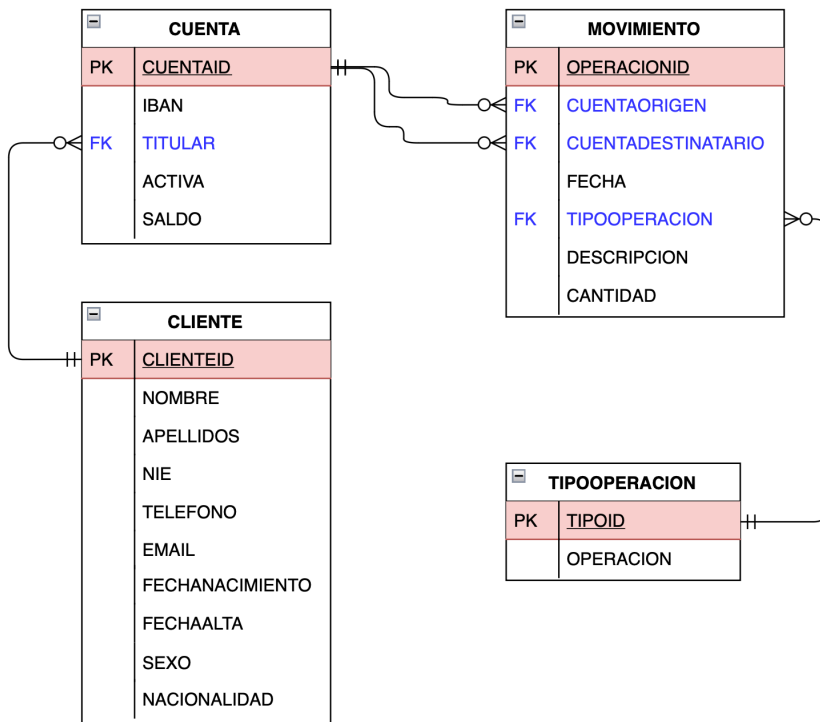 CUENTA
PK CUENTAID
IBAN
FK TITULAR
ACTIVA
SALDO
MOVIMIENTO
PK OPERACIONID
FK CUENTAORIGEN
FK CUENTADESTINATARIO
FECHA
FK TIPOOPERACION
DESCRIPCION
CANTIDAD
CLIENTE
PK CLIENTEID
NOMBRE
APELLIDOS
NIE
TELEFONO
EMAIL
FECHANACIMIENTO
FECHAALTA
SEXO
NACIONALIDAD
TIPOOPERACION
PK TIPOID
OPERACION